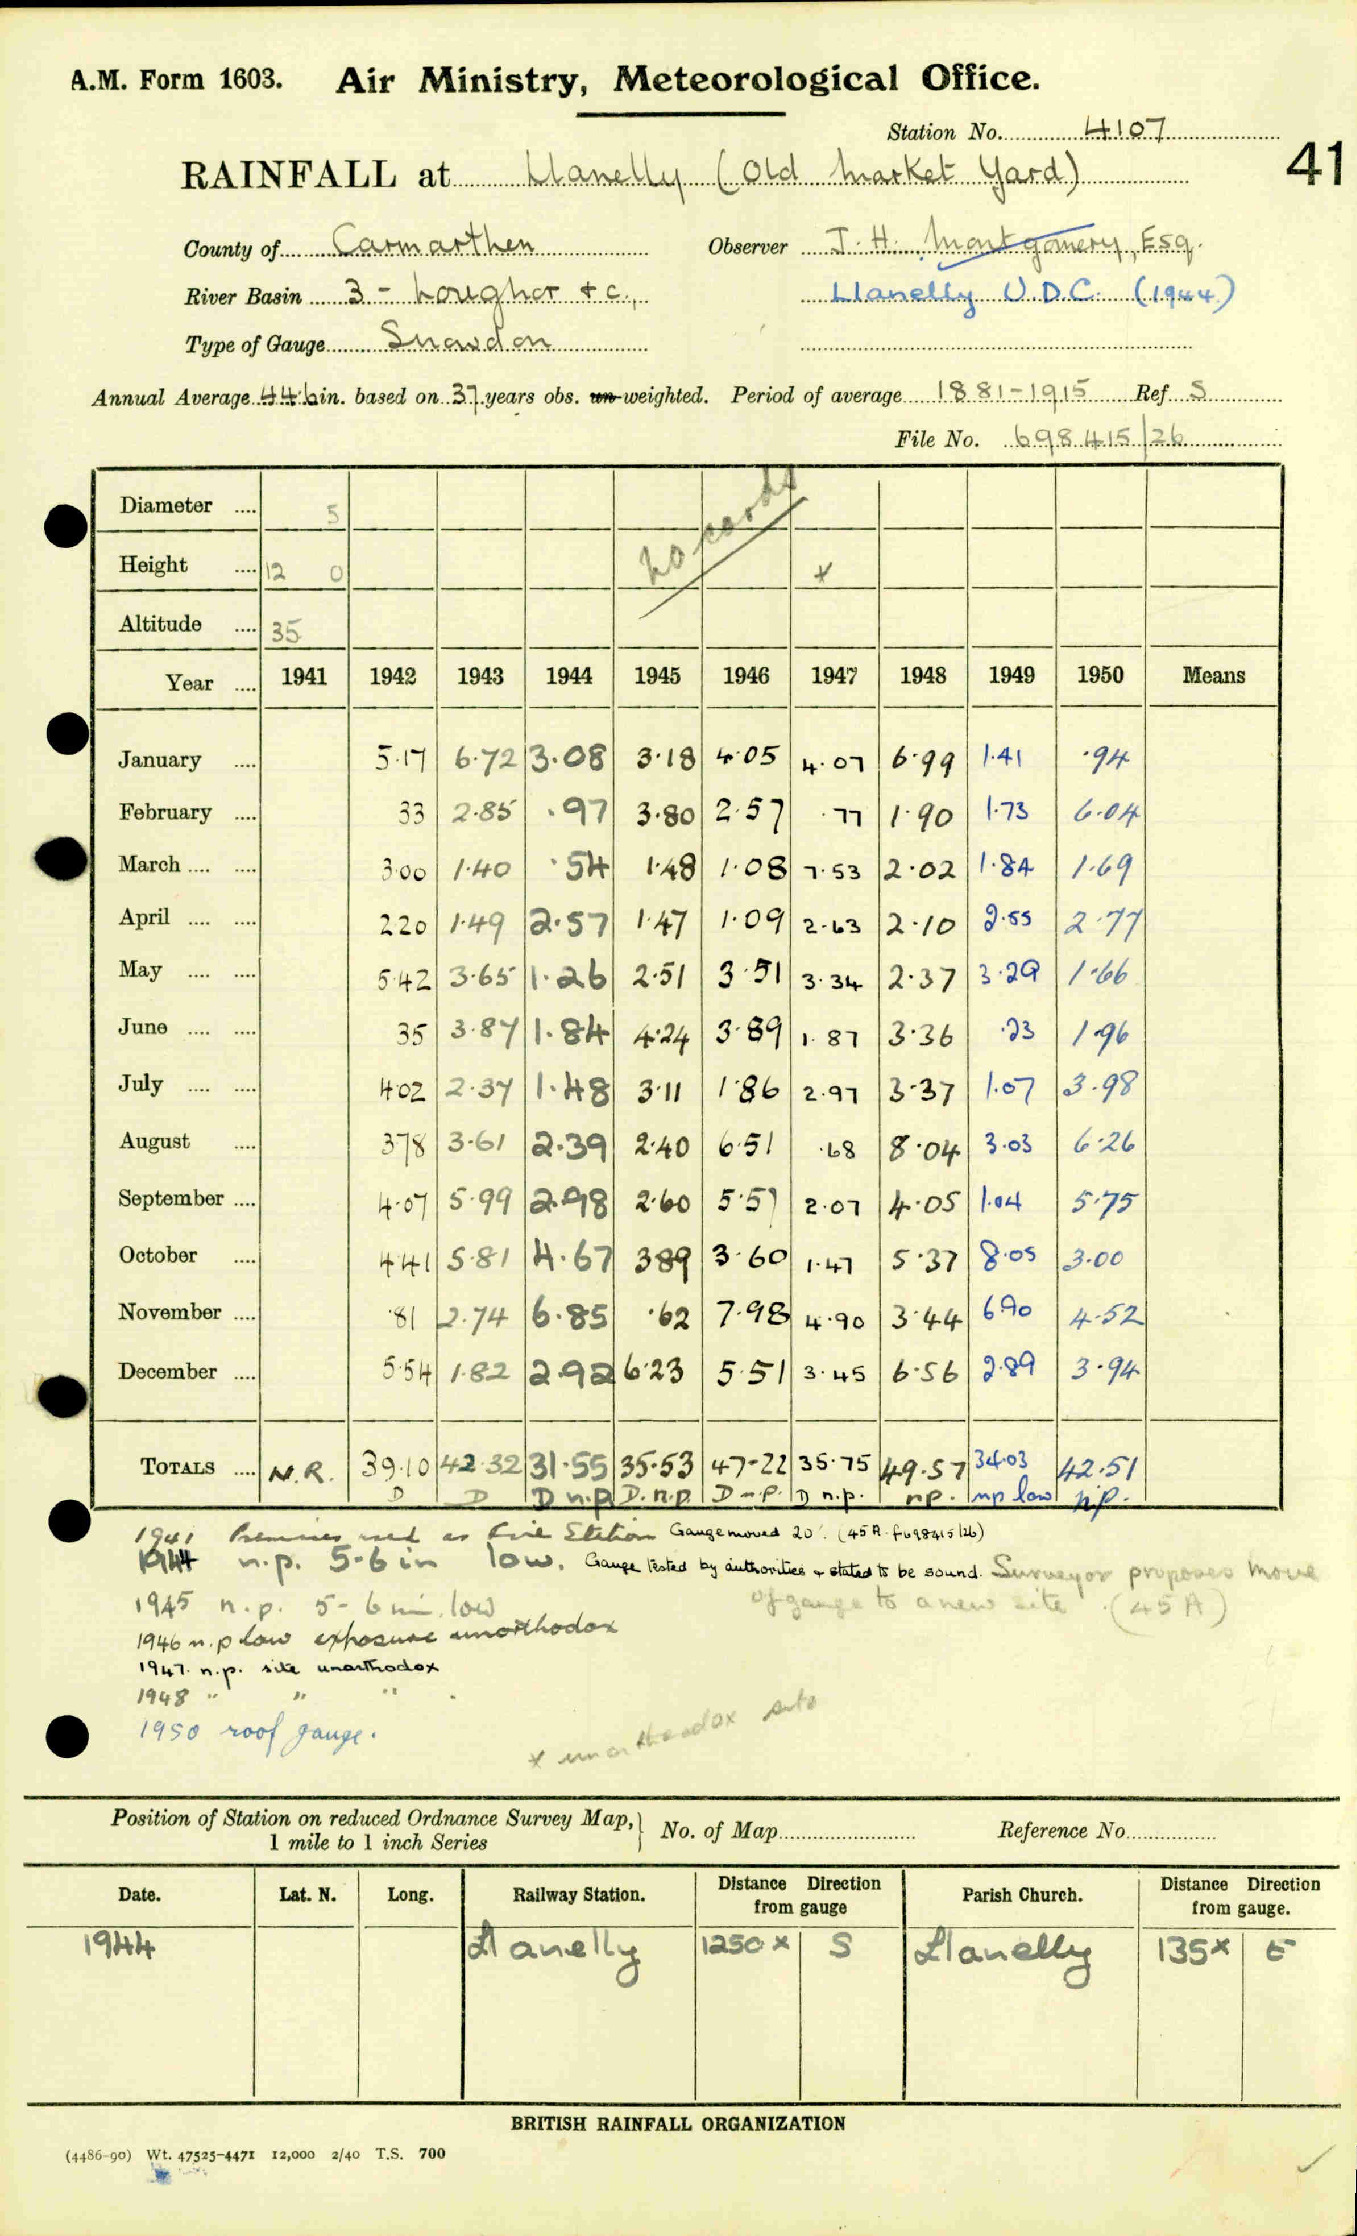 A.M. Form 1603. Air Ministry, Meteorological Office.
Station No. 4107
41
RAINFALL at Llanelly (Old Market Yard)
County of Carmarthen Observer J. H. Montgomery, Esq.
River Basin 3 - Loughor & c., Llanelly U.D.C. (1944)
Type of Gauge Snowdon
Annual Average 44.6 in. based on 37 years obs. un-weighted. Period of average 1881-1915 Ref S
File No. 698415/26
Diameter .... 5
Height .... 12 0 *
no cards
Altitude .... 35
Year .... 1941 1942 1943 1944 1945 1946 1947 1948 1949 1950 Means
January .... 5.17 6.72 3.08 3.18 4.05 4.07 6.99 1.41 .94
February .... 33 2.85 .97 3.80 2.57 .77 1.90 1.73 6.04
March .... .... 3.00 1.40 .54 1.48 1.08 7.53 2.02 1.84 1.69
April .... .... 220 1.49 2.57 1.47 1.09 2.63 2.10 2.55 2.77
May .... .... 5.42 3.65 1.26 2.51 3.51 3.34 2.37 3.29 1.66
June .... .... 35 3.87 1.84 4.24 3.89 1.87 3.36 .23 1.96
July .... .... 402 2.37 1.48 3.11 1.86 2.97 3.37 1.07 3.98
August .... 378 3.61 2.39 2.40 6.51 .68 8.04 3.03 6.26
September .... 4.07 5.99 2.98 2.60 5.57 2.07 4.05 1.04 5.75
October .... 441 5.81 4.67 389 3.60 1.47 5.37 8.05 3.00
November .... .81 2.74 6.85 .62 7.98 4.90 3.44 6.90 4.52
December .... 5.54 1.82 2.92 6.23 5.51 3.45 6.56 2.89 3.94
TOTALS .... N.R. 39.10 42.32 31.55 35.53 47.22 35.75 49.57 34.03 42.51
D D D n.p. D. n.p. D n.p. D n.p. np. np low np.
1941 Premises used as Fire Station Gauge moved 20'. (45A. f698415/26)
1944 n.p. 5-6 in low. Gauge tested by authorities & stated to be sound. Surveyor proposes move
of gauge to a new site (45A)
1945 n.p. 5-6 in. low
1946 n.p low exposure unorthodox
1947. n.p. site unorthodox
1948 " " " .
1950 roof gauge.
* unorthodox site
Position of Station on reduced Ordnance Survey Map, 1 mile to 1 inch Series } No. of Map Reference No.
Date. Lat. N. Long. Railway Station. Distance Direction from gauge Parish Church. Distance Direction from gauge.
1944 Llanelly 1250 x S Llanelly 135 x E
BRITISH RAINFALL ORGANIZATION
(4486-90) Wt. 47525-4471 12,000 2/40 T.S. 700